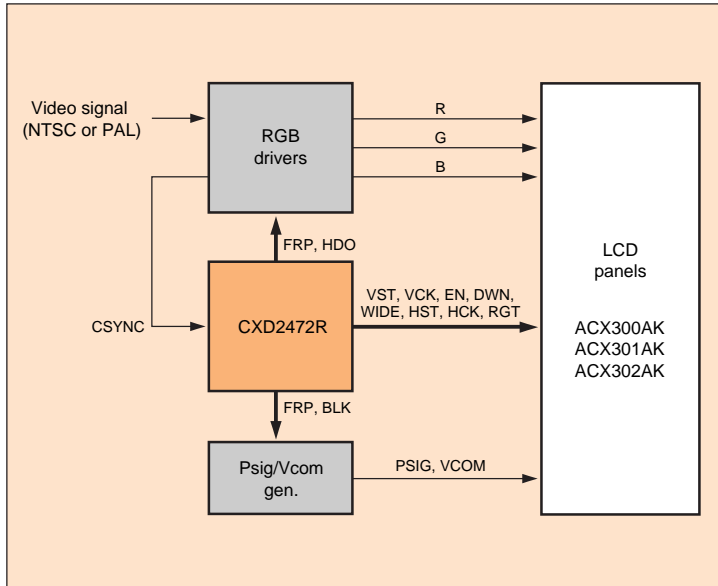 Video signal
(NTSC or PAL)
RGB
drivers
R
G
B
FRP, HDO
LCD
panels
CSYNC
CXD2472R
VST, VCK, EN, DWN,
WIDE, HST, HCK, RGT
ACX300AK
ACX301AK
ACX302AK
FRP, BLK
Psig/Vcom
gen.
PSIG, VCOM